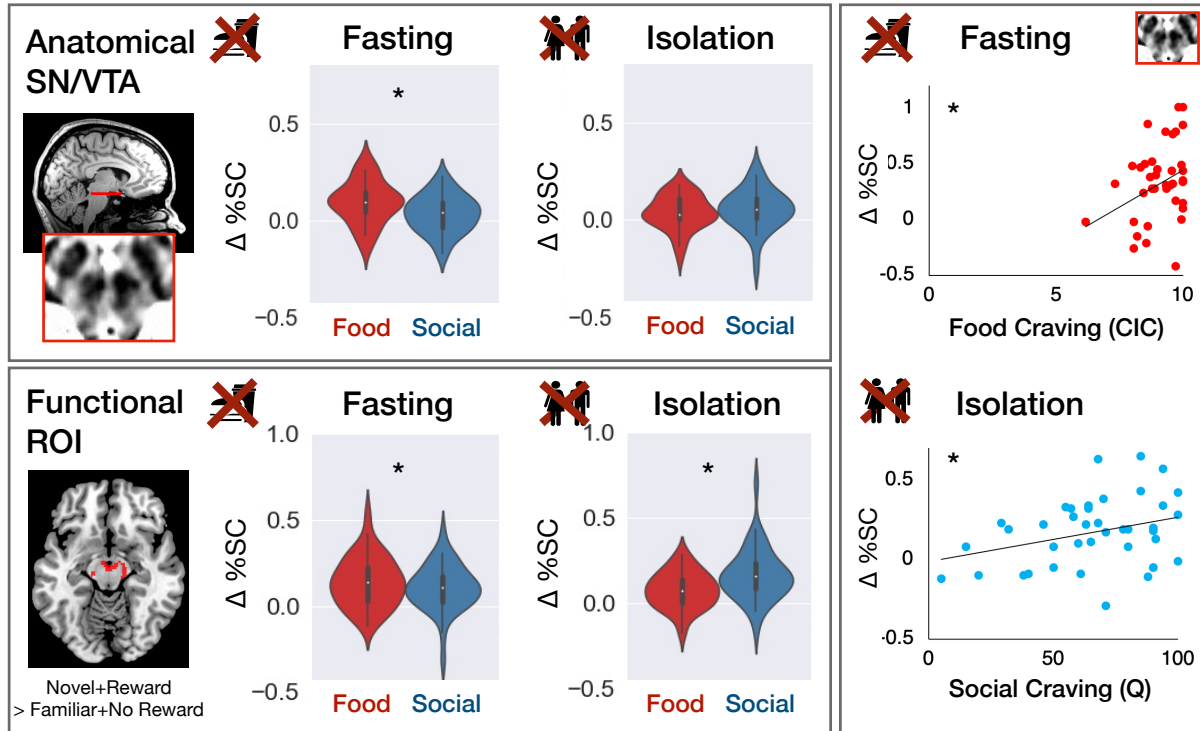 Anatomical
SN/VTA
Fasting
Δ %SC
0.5
0.0
−0.5
*
Food Social
Isolation
Δ %SC
0.5
0.0
−0.5
Food Social
Functional
ROI
Novel+Reward
> Familiar+No Reward
Fasting
Δ %SC
1.0
0.5
0.0
−0.5
*
Food Social
Isolation
Δ %SC
1.0
0.5
0.0
−0.5
*
Food Social
Fasting
Δ %SC
1
0.5
0
-0.5
*
0 5 10
Food Craving (CIC)
Isolation
Δ %SC
0.5
0
-0.5
*
0 50 100
Social Craving (Q)